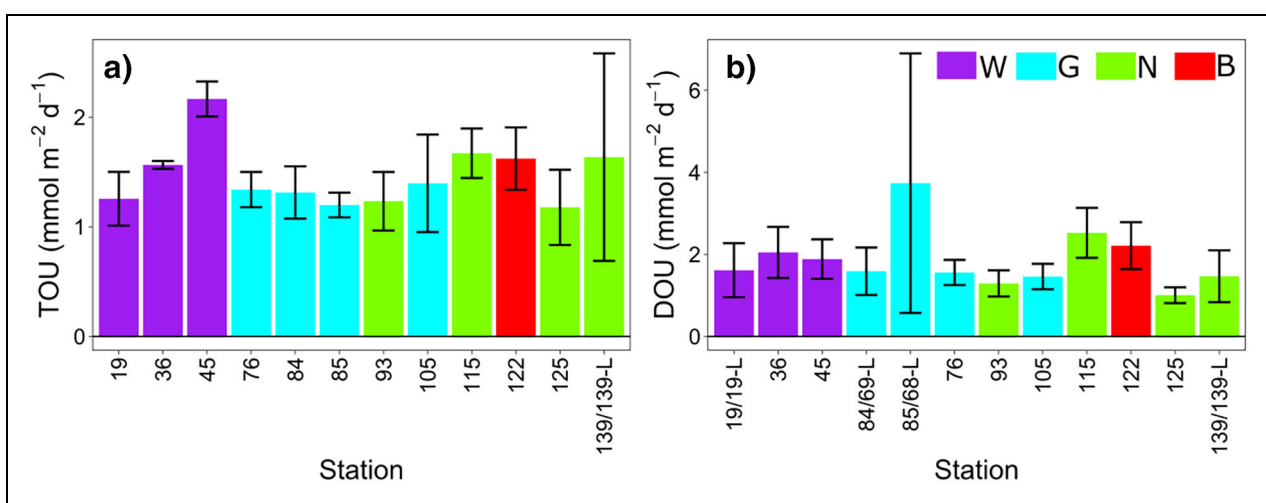 a)
TOU (mmol m⁻² d⁻¹)
2
1
0
19 36 45 76 84 85 93 105 115 122 125 139/139-L
Station
b) W G N B
DOU (mmol m⁻² d⁻¹)
6
4
2
0
19/19-L 36 45 84/69-L 85/68-L 76 93 105 115 122 125 139/139-L
Station